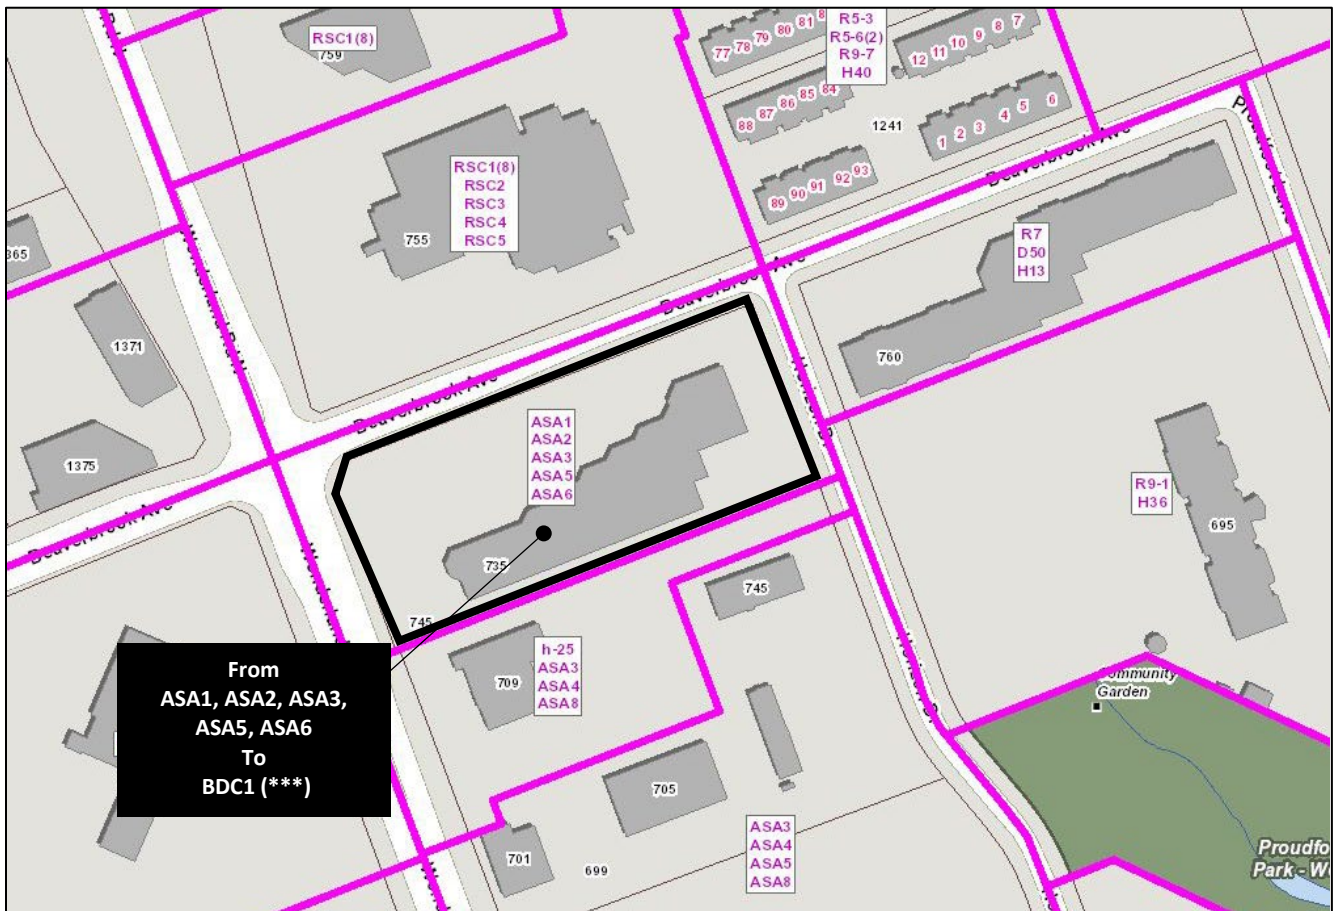 RSC1(8)
759
77 78 79 80 81
R5-3
R5-6(2)
R9-7
H40
12 11 10 9 8 7
88 87 86 85 84
1241
1 2 3 4 5 6
Beaverbrook Ave
89 90 91 92 93
RSC1(8)
RSC2
RSC3
RSC4
RSC5
755
365
R7
D50
H13
Beaverbrook Ave
1371
760
Beaverbrook Ave
ASA1
ASA2
ASA3
ASA5
ASA6
1375
R9-1
H36
695
Beaverbrook Ave
735
745
745
h-25
ASA3
ASA4
ASA8
709
Community
Garden
From
ASA1, ASA2, ASA3,
ASA5, ASA6
To
BDC1 (***)
705
ASA3
ASA4
ASA5
ASA8
701
699
Park